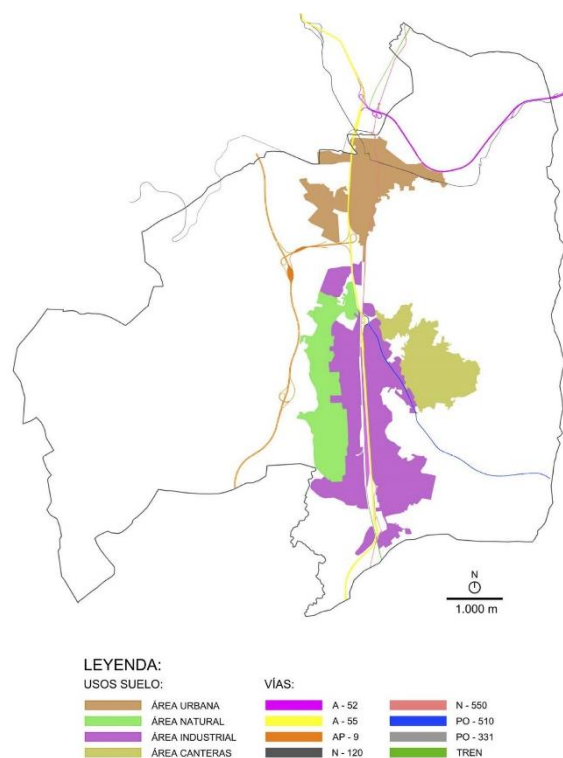 N
1.000 m
LEYENDA:
USOS SUELO:
VÍAS:
ÁREA URBANA
A - 52
N - 550
ÁREA NATURAL
A - 55
PO - 510
ÁREA INDUSTRIAL
AP - 9
PO - 331
ÁREA CANTERAS
N - 120
TREN